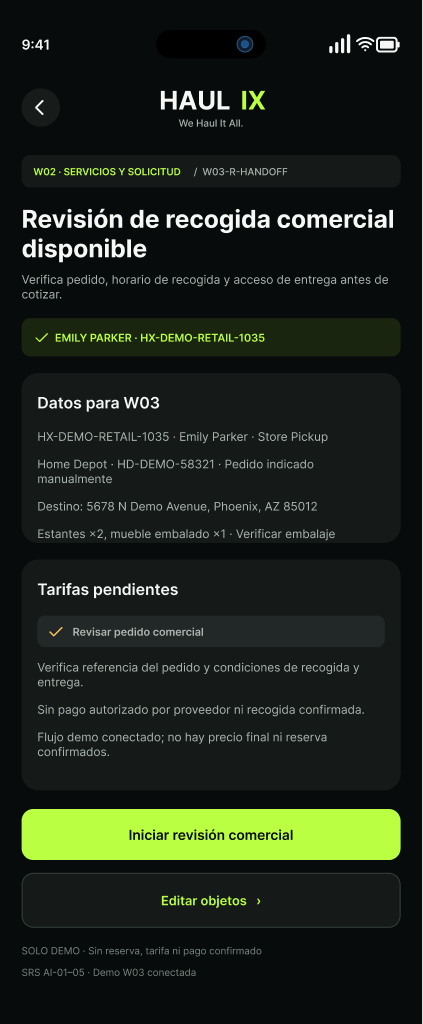 9:41
HAUL IX
We Haul It All.
W02 · SERVICIOS Y SOLICITUD / W03-R-HANDOFF
Revisión de recogida comercial
disponible
Verifica pedido, horario de recogida y acceso de entrega antes de
cotizar.
EMILY PARKER · HX-DEMO-RETAIL-1035
Datos para W03
HX-DEMO-RETAIL-1035 · Emily Parker · Store Pickup
Home Depot · HD-DEMO-58321 · Pedido indicado
manualmente
Destino: 5678 N Demo Avenue, Phoenix, AZ 85012
Estantes ×2, mueble embalado ×1 · Verificar embalaje
Tarifas pendientes
Revisar pedido comercial
Verifica referencia del pedido y condiciones de recogida y
entrega.
Sin pago autorizado por proveedor ni recogida confirmada.
Flujo demo conectado; no hay precio final ni reserva
confirmados.
Iniciar revisión comercial
Editar objetos ›
SOLO DEMO · Sin reserva, tarifa ni pago confirmado
SRS AI-01–05 · Demo W03 conectada